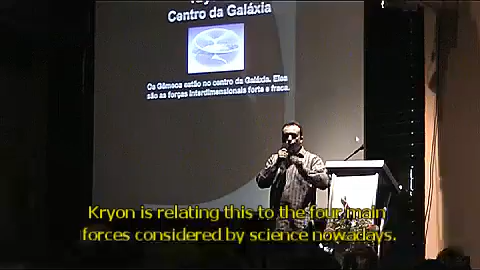 Centro da Galáxia
Os Gêmeos estão no centro da Galáxia. Eles
são as forças interdimensionais forte e fraca.
Kryon is relating this to the four main
forces considered by science nowadays.